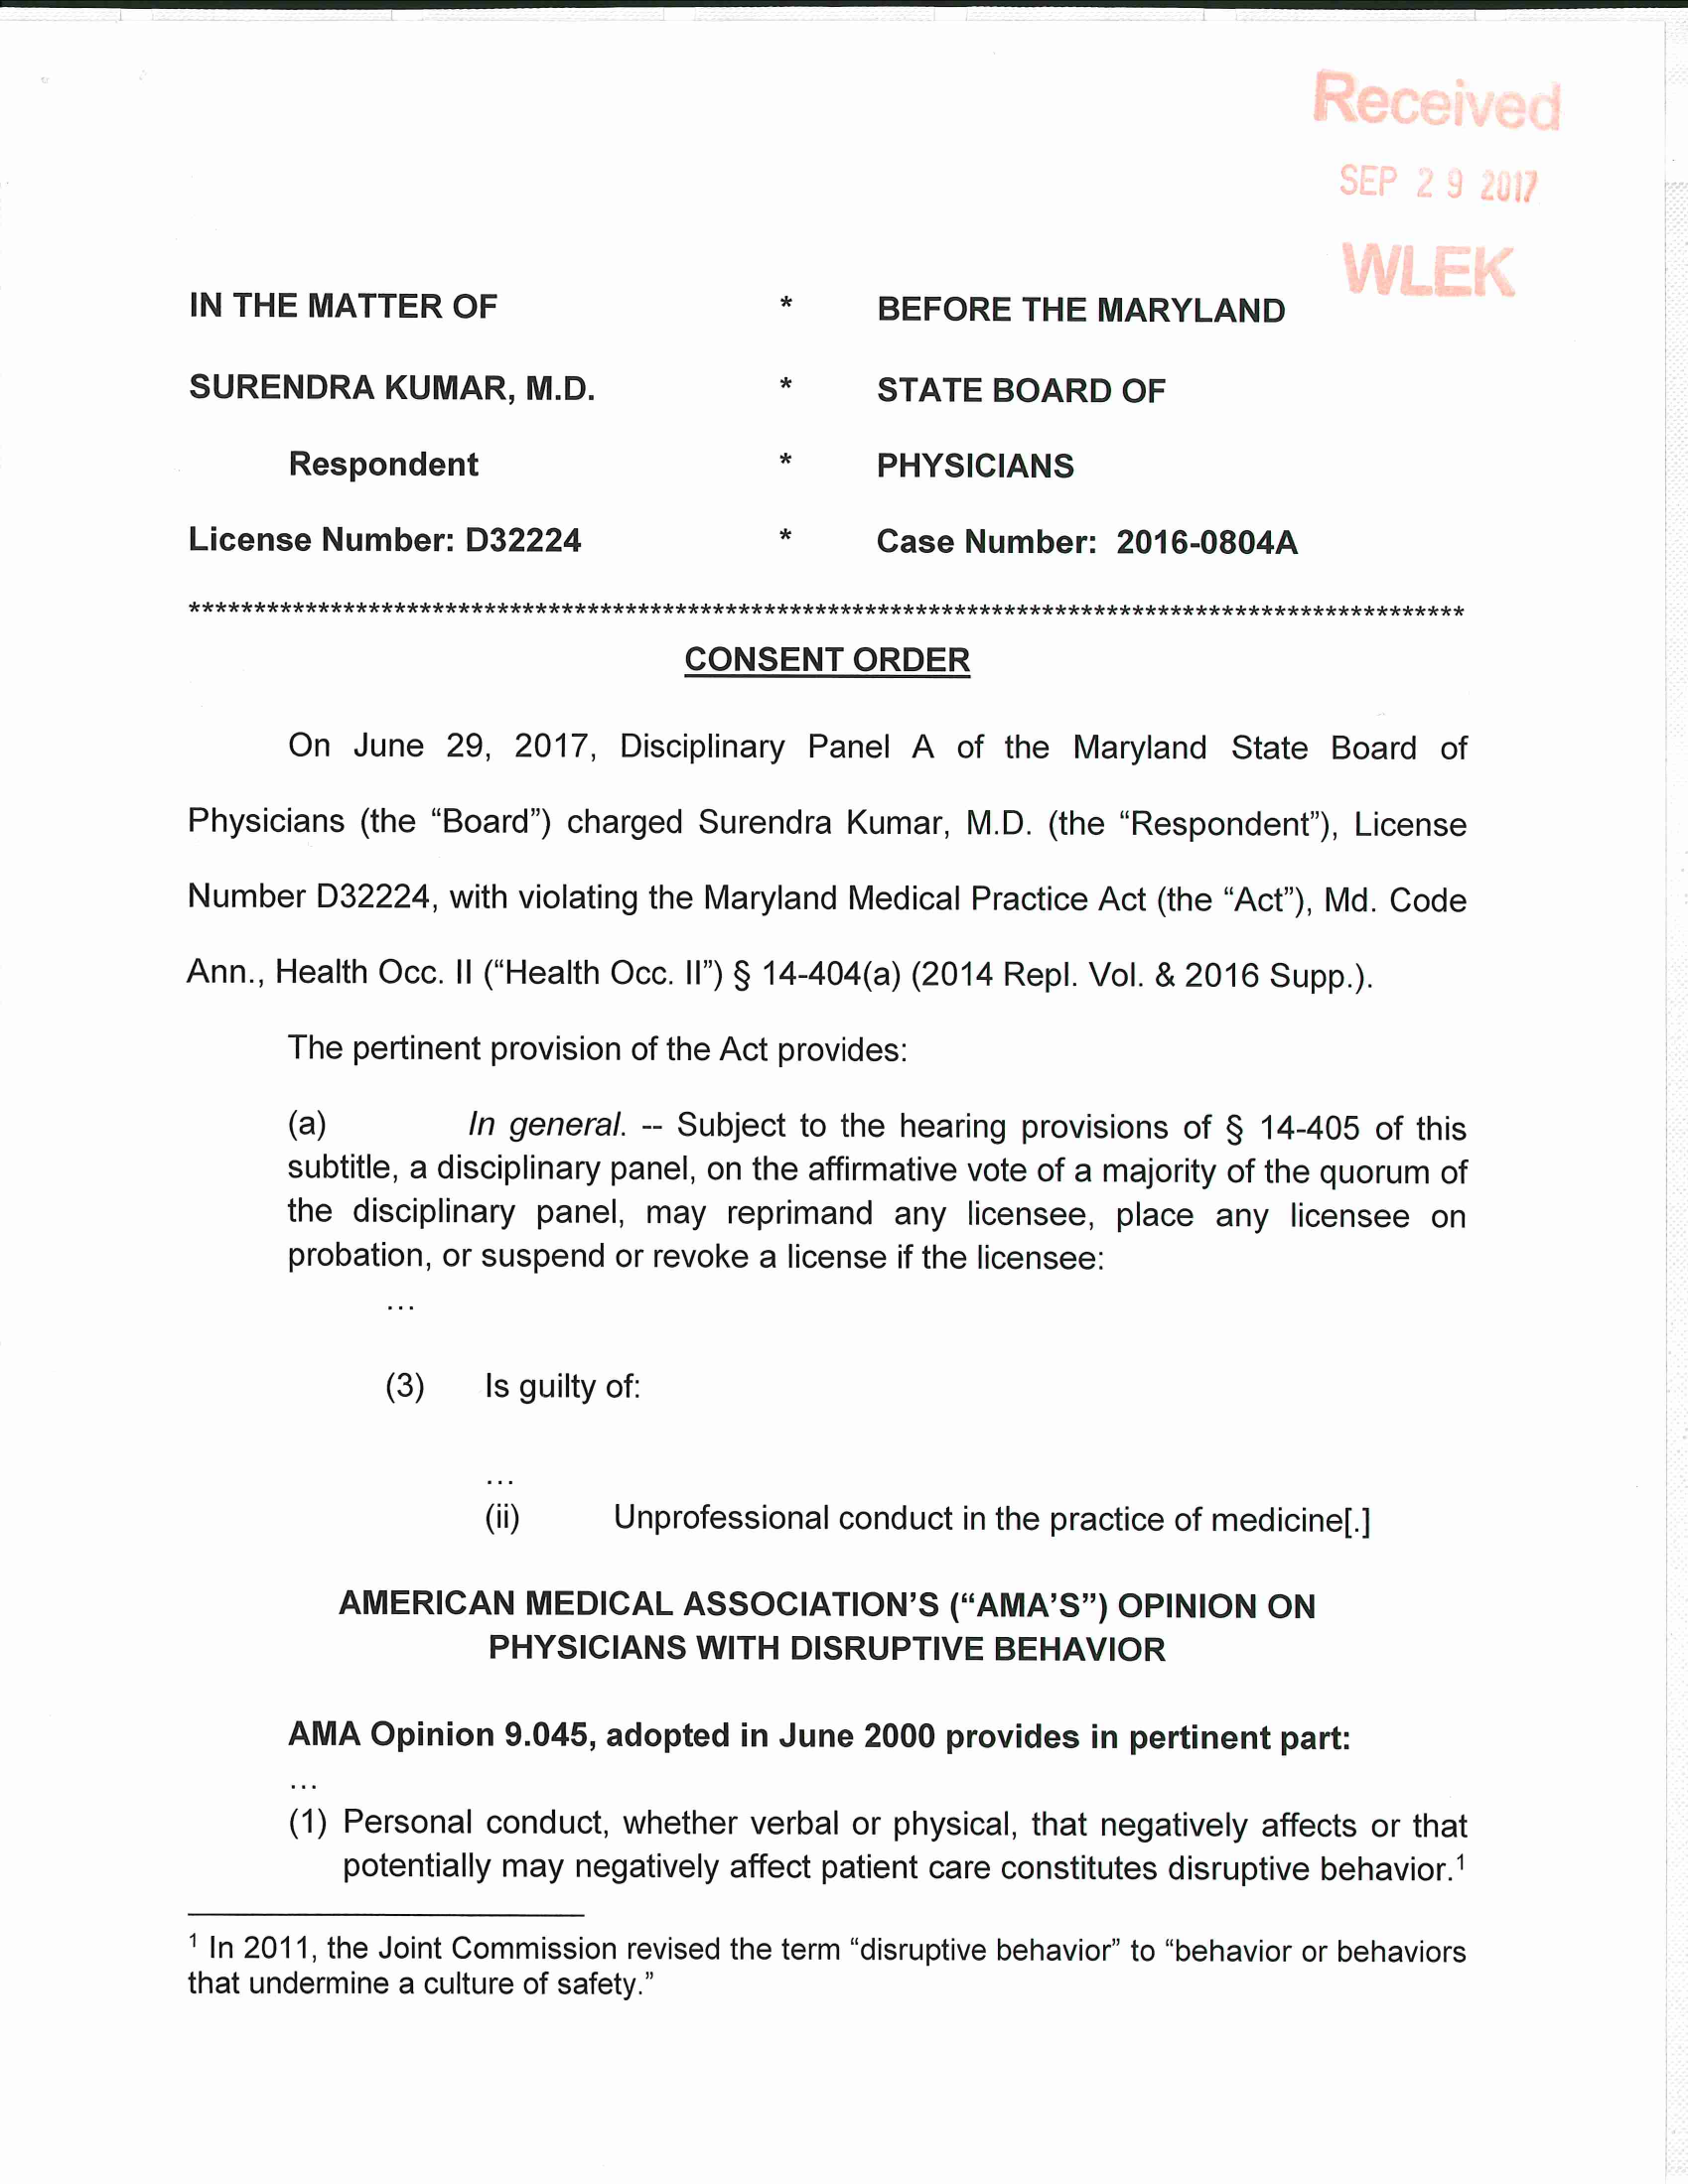 Received
SEP 29 2017
WLEK
IN THE MATTER OF * BEFORE THE MARYLAND
SURENDRA KUMAR, M.D. * STATE BOARD OF
Respondent * PHYSICIANS
License Number: D32224 * Case Number: 2016-0804A
****************************************************************************************************
CONSENT ORDER
On June 29, 2017, Disciplinary Panel A of the Maryland State Board of
Physicians (the “Board”) charged Surendra Kumar, M.D. (the “Respondent”), License
Number D32224, with violating the Maryland Medical Practice Act (the “Act”), Md. Code
Ann., Health Occ. II (“Health Occ. II”) § 14-404(a) (2014 Repl. Vol. & 2016 Supp.).
The pertinent provision of the Act provides:
(a) In general. -- Subject to the hearing provisions of § 14-405 of this
subtitle, a disciplinary panel, on the affirmative vote of a majority of the quorum of
the disciplinary panel, may reprimand any licensee, place any licensee on
probation, or suspend or revoke a license if the licensee:
...
(3) Is guilty of:
...
(ii) Unprofessional conduct in the practice of medicine[.]
AMERICAN MEDICAL ASSOCIATION’S (“AMA’S”) OPINION ON
PHYSICIANS WITH DISRUPTIVE BEHAVIOR
AMA Opinion 9.045, adopted in June 2000 provides in pertinent part:
...
(1) Personal conduct, whether verbal or physical, that negatively affects or that
potentially may negatively affect patient care constitutes disruptive behavior.¹
¹ In 2011, the Joint Commission revised the term “disruptive behavior” to “behavior or behaviors
that undermine a culture of safety.”